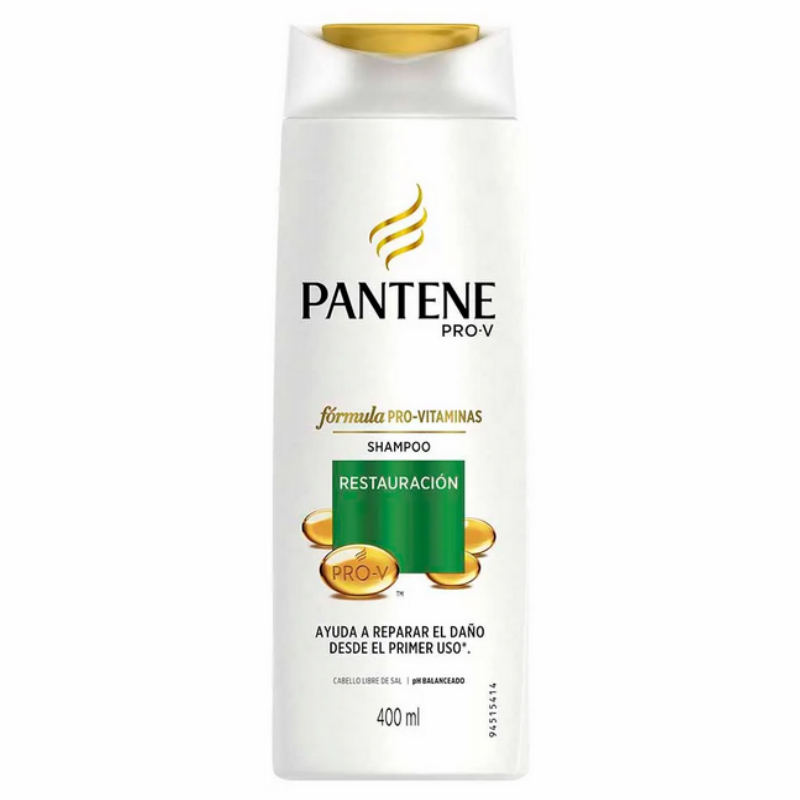 PANTENE
PRO-V
fórmula PRO-VITAMINAS
SHAMPOO
RESTAURACIÓN
PRO-V
TM
AYUDA A REPARAR EL DAÑO
DESDE EL PRIMER USO*.
CABELLO LIBRE DE SAL | pH BALANCEADO
400 ml
94515414